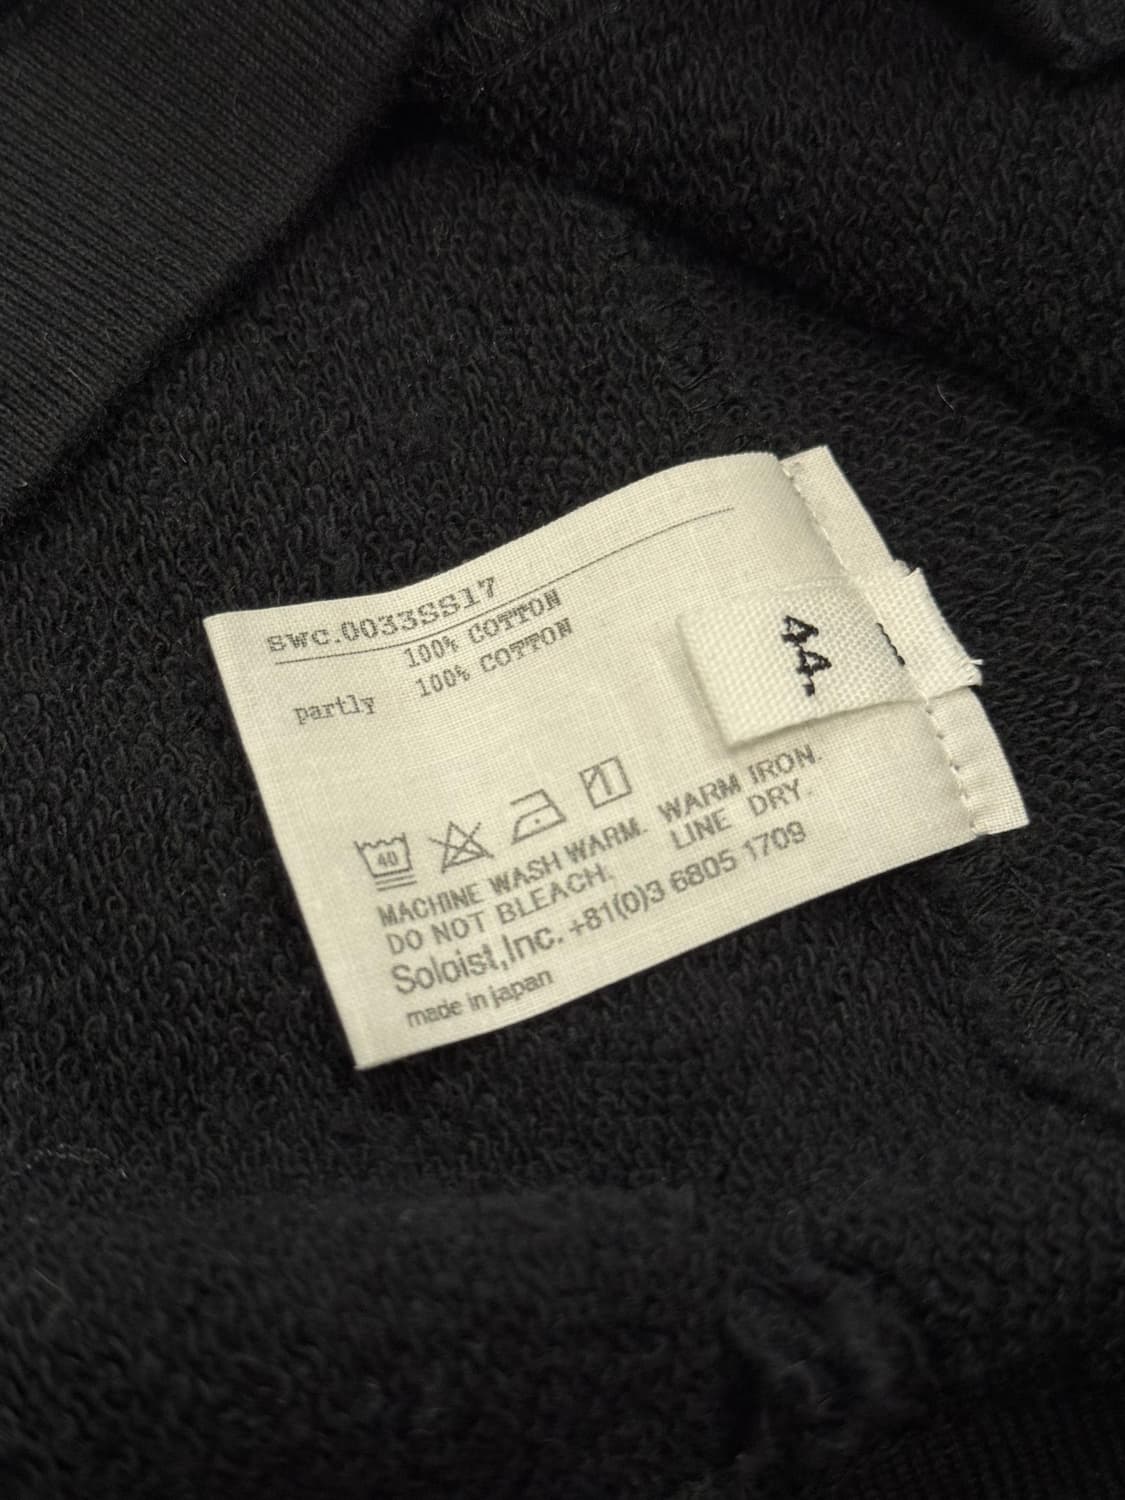 swc.0033SS17
100% COTTON
partly 100% COTTON
44.
40
MACHINE WASH WARM. WARM IRON.
DO NOT BLEACH. LINE DRY.
Soloist,Inc. +81(0)3 6805 1709
made in japan